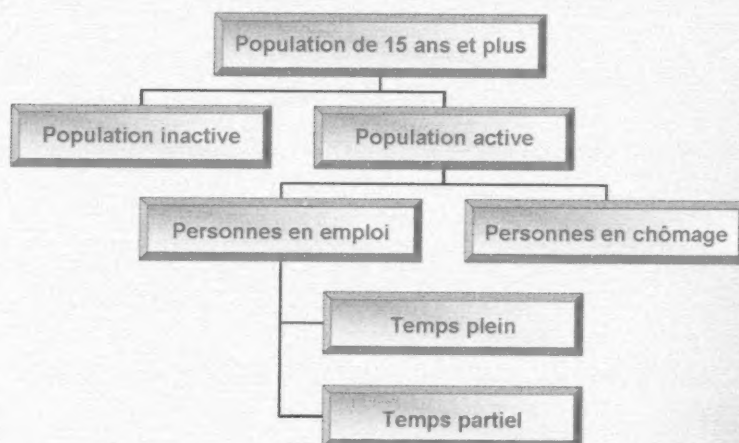 Population de 15 ans et plus
Population inactive
Population active
Personnes en emploi
Personnes en chômage
Temps plein
Temps partiel